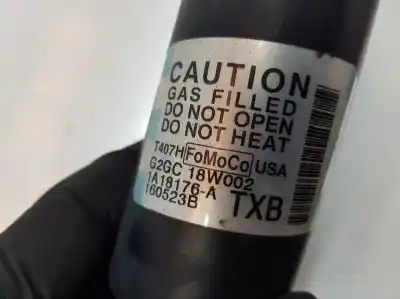 CAUTION
GAS FILLED
DO NOT OPEN
DO NOT HEAT
T407H FoMoCo USA
G2GC 18W002
1A18176-A
160523B TXB